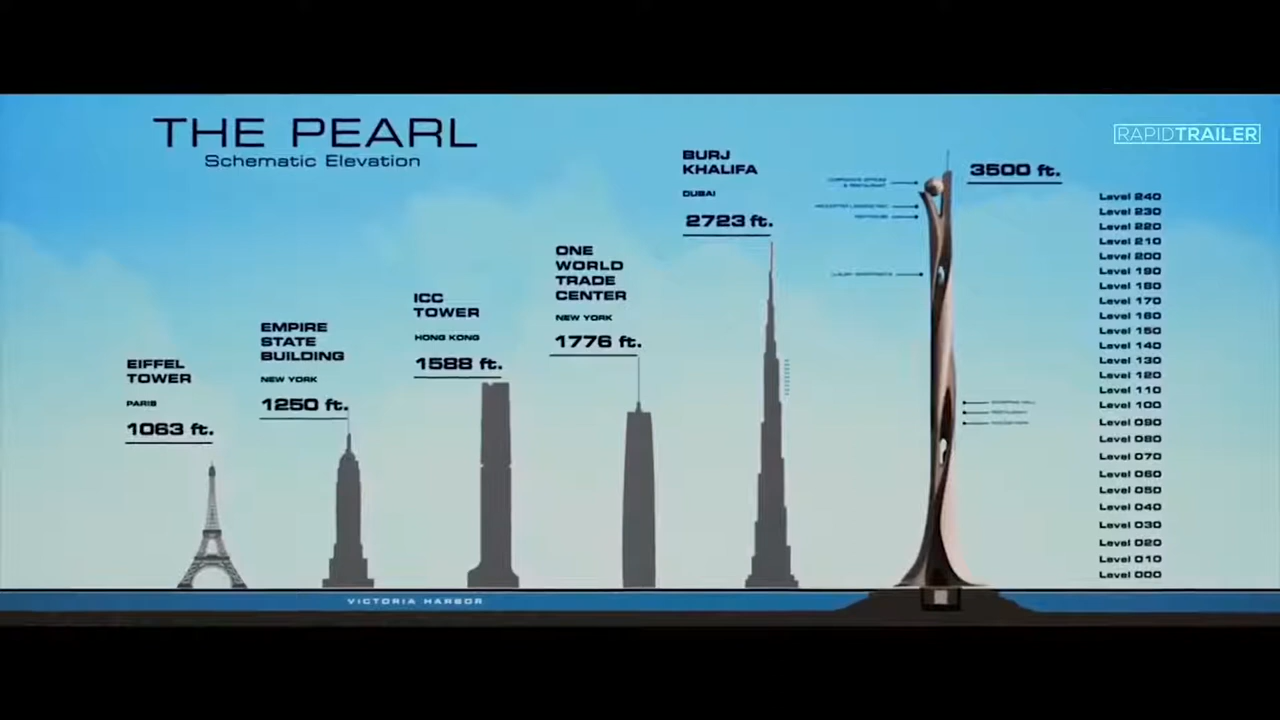 THE PEARL
Schematic Elevation
RAPIDTRAILER
EIFFEL
TOWER
PARIS
1063 ft.
EMPIRE
STATE
BUILDING
NEW YORK
1250 ft.
ICC
TOWER
HONG KONG
1588 ft.
ONE
WORLD
TRADE
CENTER
NEW YORK
1776 ft.
BURJ
KHALIFA
DUBAI
2723 ft.
CORPORATE OFFICES
& RESTAURANT
3500 ft.
Level 240
Level 230
Level 220
Level 210
Level 200
Level 190
Level 180
Level 170
Level 160
Level 150
Level 140
Level 130
Level 120
Level 110
Level 100
Level 090
Level 080
Level 070
Level 060
Level 050
Level 040
Level 030
Level 020
Level 010
Level 000
VICTORIA HARBOR